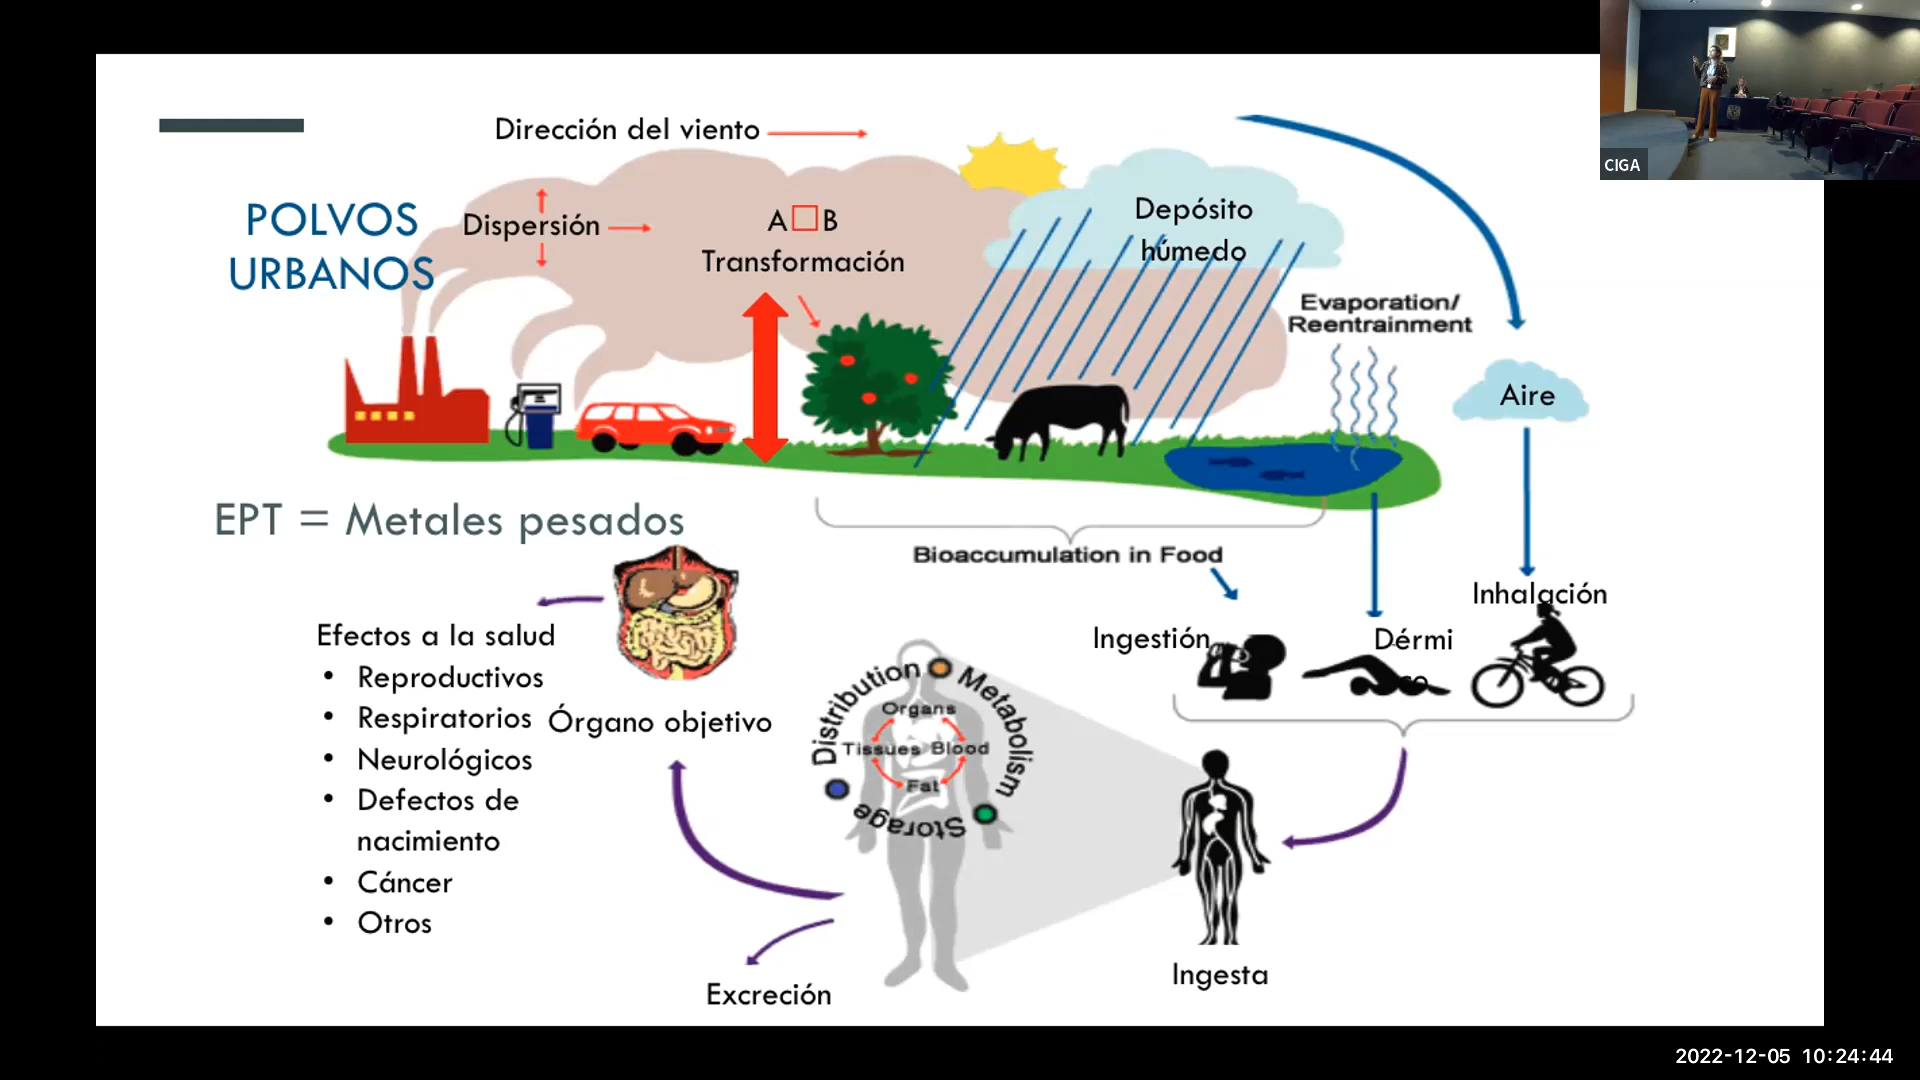 CIGA
Dirección del viento
POLVOS
URBANOS
Dispersión
A□B
Transformación
Depósito
húmedo
Evaporation/
Reentrainment
Aire
EPT = Metales pesados
Bioaccumulation in Food
Inhalación
Ingestión
Dérmi
co
Efectos a la salud
• Reproductivos
• Respiratorios
• Neurológicos
• Defectos de
nacimiento
• Cáncer
• Otros
Órgano objetivo
Distribution
Metabolism
Storage
Organs
Tissues Blood
Fat
Ingesta
Excreción
2022-12-05 10:24:44